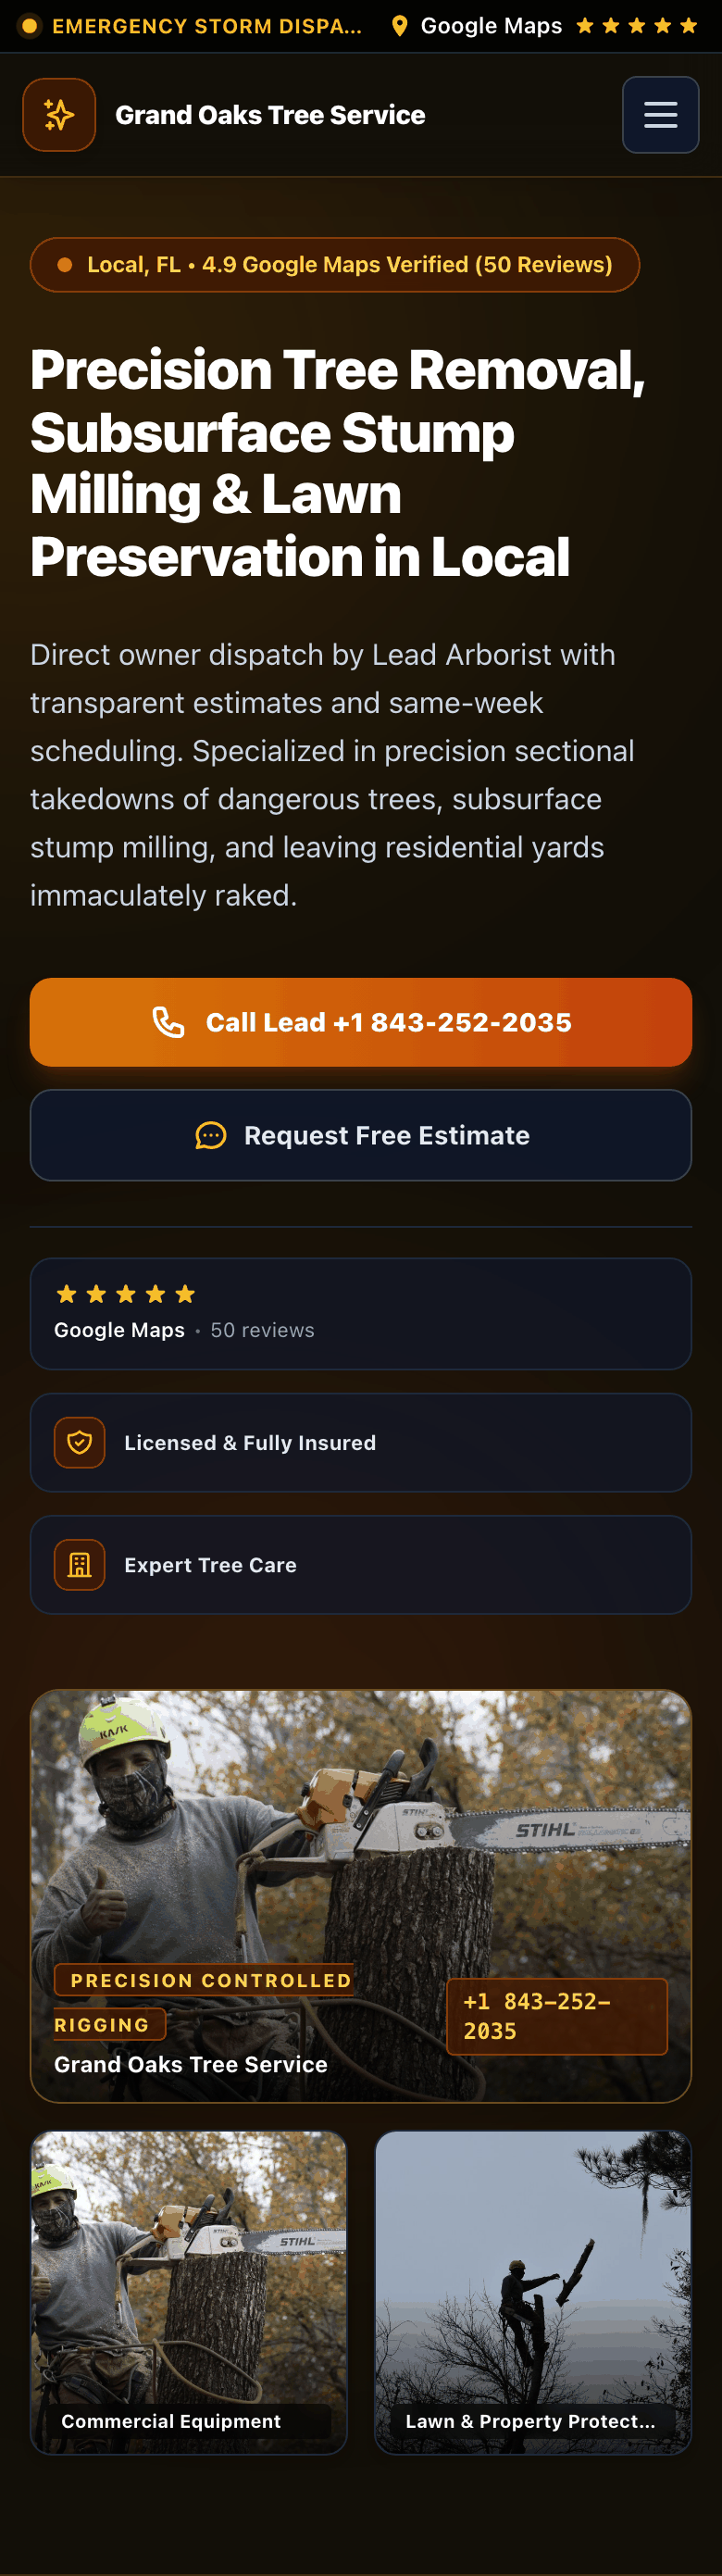 EMERGENCY STORM DISPA... Google Maps
Grand Oaks Tree Service
Local, FL • 4.9 Google Maps Verified (50 Reviews)
Precision Tree Removal,
Subsurface Stump
Milling & Lawn
Preservation in Local
Direct owner dispatch by Lead Arborist with
transparent estimates and same-week
scheduling. Specialized in precision sectional
takedowns of dangerous trees, subsurface
stump milling, and leaving residential yards
immaculately raked.
Call Lead +1 843-252-2035
Request Free Estimate
Google Maps • 50 reviews
Licensed & Fully Insured
Expert Tree Care
KASK
STIHL
STIHL
PRECISION CONTROLLED
RIGGING
Grand Oaks Tree Service
+1 843-252-
2035
STIHL
STIHL
Commercial Equipment
Lawn & Property Protect...